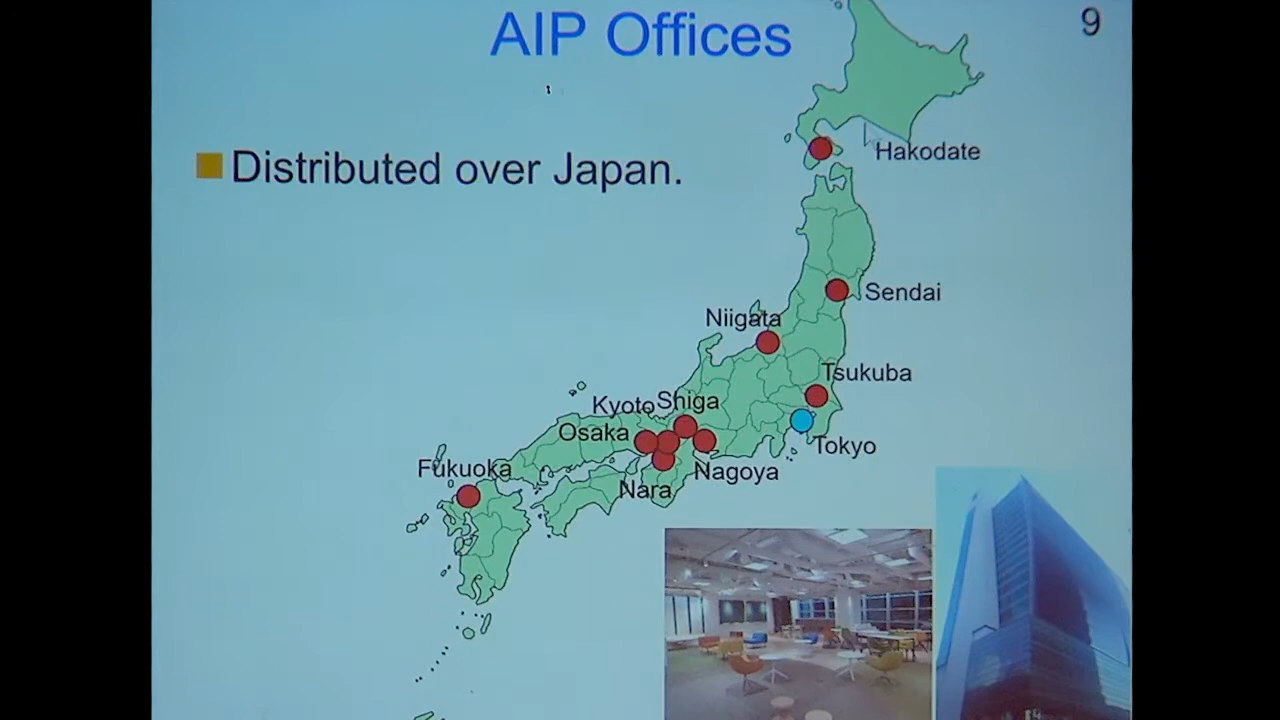 AIP Offices
9
Distributed over Japan.
Hakodate
Sendai
Niigata
Tsukuba
Kyoto
Shiga
Osaka
Tokyo
Fukuoka
Nagoya
Nara